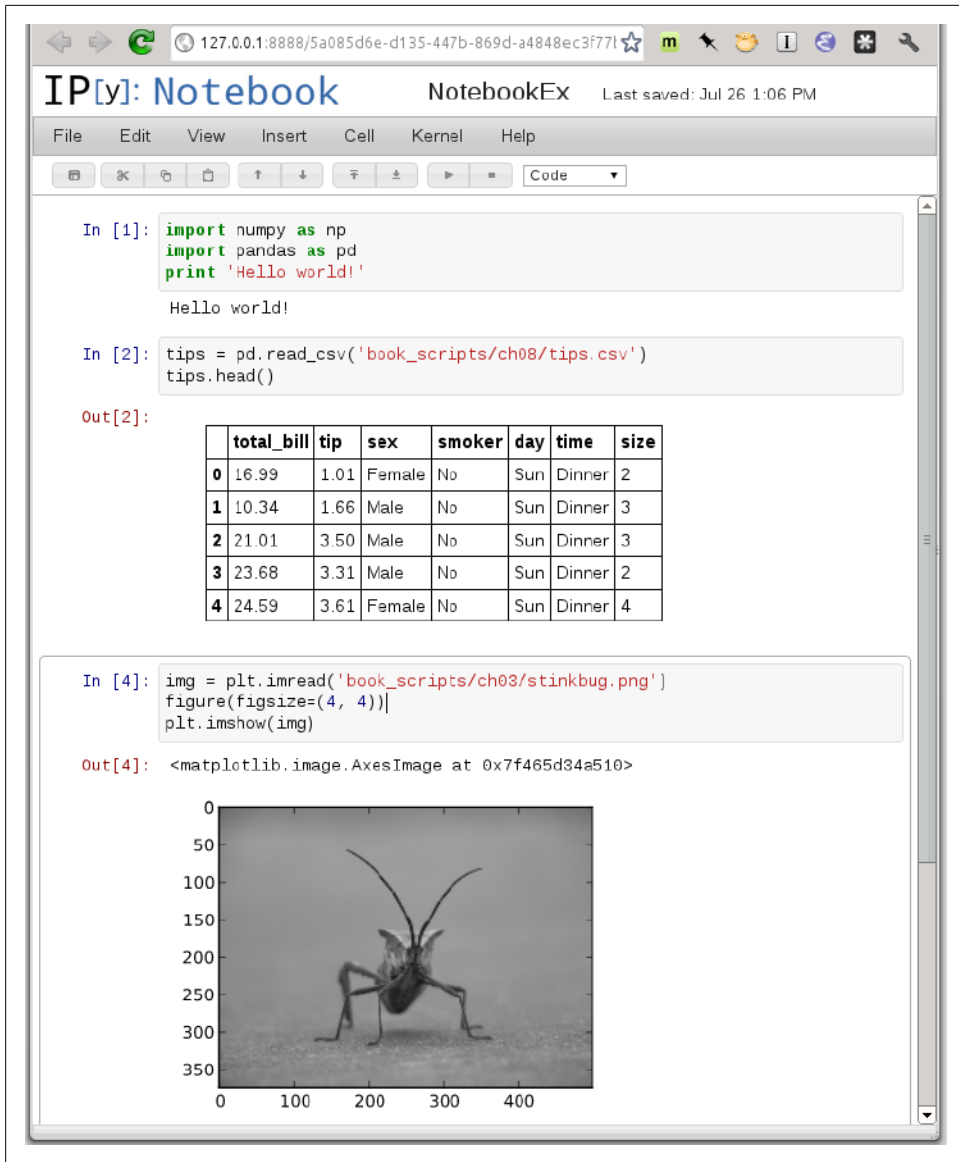 127.0.0.1:8888/5a085d6e-d135-447b-869d-a4848ec3f77
m I
IP[y]: Notebook NotebookEx Last saved: Jul 26 1:06 PM
File Edit View Insert Cell Kernel Help
Code
In [1]: import numpy as np
import pandas as pd
print 'Hello world!'
Hello world!
In [2]: tips = pd.read_csv('book_scripts/ch08/tips.csv')
tips.head()
Out[2]:
total_bill tip sex smoker day time size
0 16.99 1.01 Female No Sun Dinner 2
1 10.34 1.66 Male No Sun Dinner 3
2 21.01 3.50 Male No Sun Dinner 3
3 23.68 3.31 Male No Sun Dinner 2
4 24.59 3.61 Female No Sun Dinner 4
In [4]: img = plt.imread('book_scripts/ch03/stinkbug.png')
figure(figsize=(4, 4))
plt.imshow(img)
Out[4]: <matplotlib.image.AxesImage at 0x7f465d34a510>
0
50
100
150
200
250
300
350
0 100 200 300 400